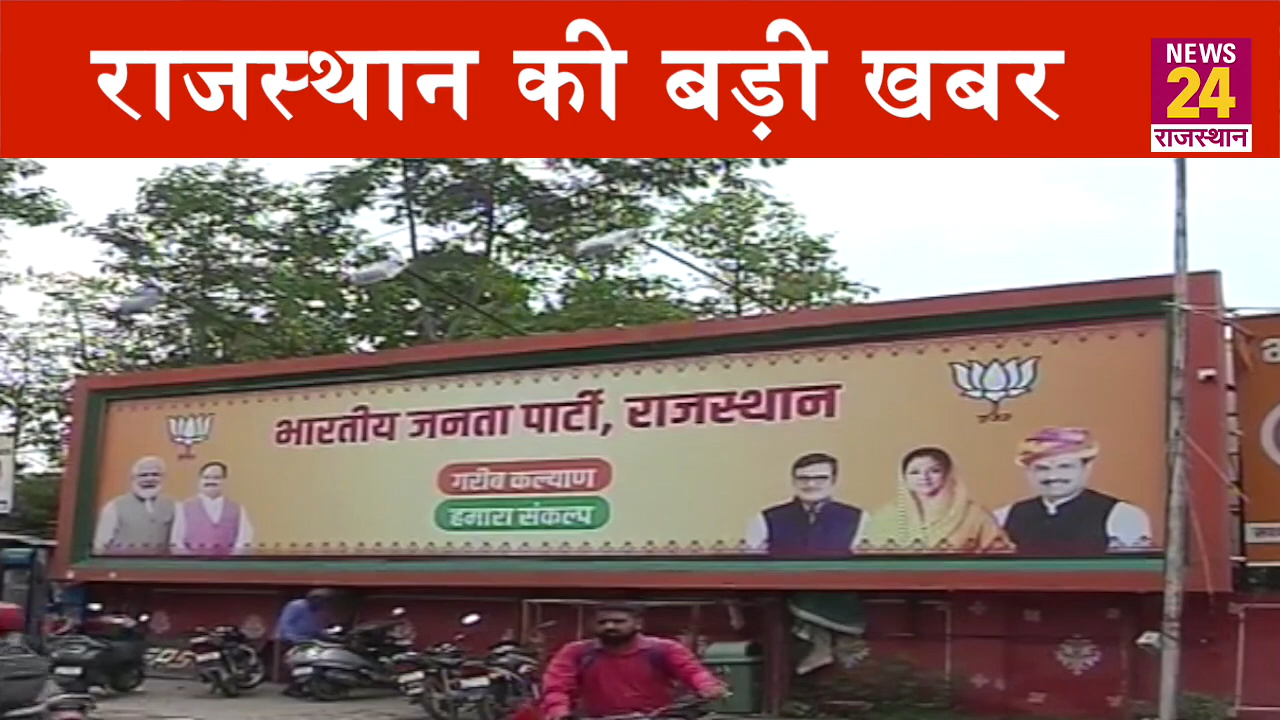 राजस्थान की बड़ी खबर
NEWS
24
राजस्थान
भारतीय जनता पार्टी, राजस्थान
गरीब कल्याण
हमारा संकल्प